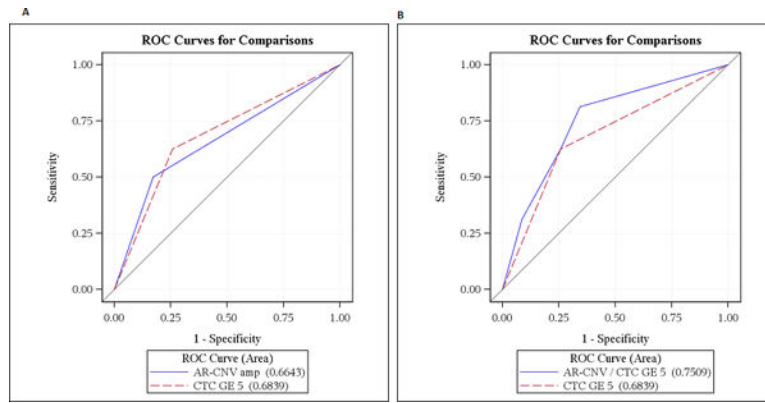 A
ROC Curves for Comparisons
1.00
0.75
0.50
0.25
0.00
Sensitivity
0.00 0.25 0.50 0.75 1.00
1 - Specificity
ROC Curve (Area)
AR-CNV amp (0.6643)
CTC GE 5 (0.6839)
B
ROC Curves for Comparisons
1.00
0.75
0.50
0.25
0.00
Sensitivity
0.00 0.25 0.50 0.75 1.00
1 - Specificity
ROC Curve (Area)
AR-CNV / CTC GE 5 (0.7509)
CTC GE 5 (0.6839)